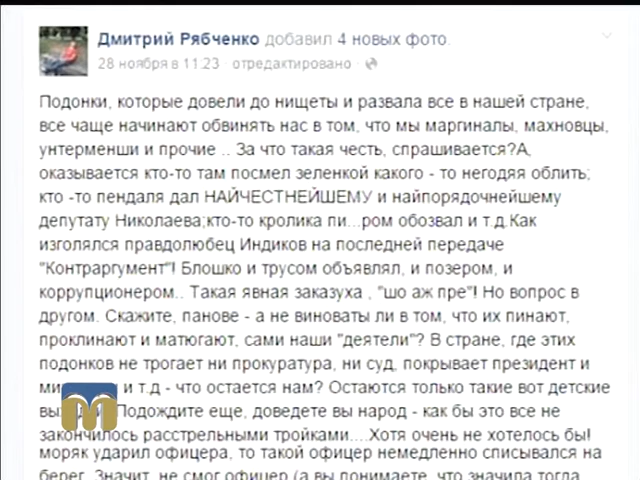 Дмитрий Рябченко добавил 4 новых фото.
28 ноября в 11:23 · отредактировано ·
Подонки, которые довели до нищеты и развала все в нашей стране,
все чаще начинают обвинять нас в том, что мы маргиналы, махновцы,
унтерменши и прочие .. За что такая честь, спрашивается?А,
оказывается кто-то там посмел зеленкой какого - то негодяя облить;
кто -то пендаля дал НАЙЧЕСТНЕЙШЕМУ и найпорядочнейшему
депутату Николаева;кто-то кролика пи...ром обозвал и т.д.Как
изголялся правдолюбец Индиков на последней передаче
"Контраргумент"! Блошко и трусом объявлял, и позером, и
коррупционером.. Такая явная заказуха , "шо аж пре"! Но вопрос в
другом. Скажите, панове - а не виноваты ли в том, что их пинают,
проклинают и матюгают, сами наши "деятели"? В стране, где этих
подонков не трогает ни прокуратура, ни суд, покрывает президент и
и т.д - что остается нам? Остаются только такие вот детские
Подождите еще, доведете вы народ - как бы это все не
закончилось расстрельными тройками....Хотя очень не хотелось бы!
моряк ударил офицера, то такой офицер немедленно списывался на
берег. Значит, не смог офицер (а вы понимаете, что значила тогда